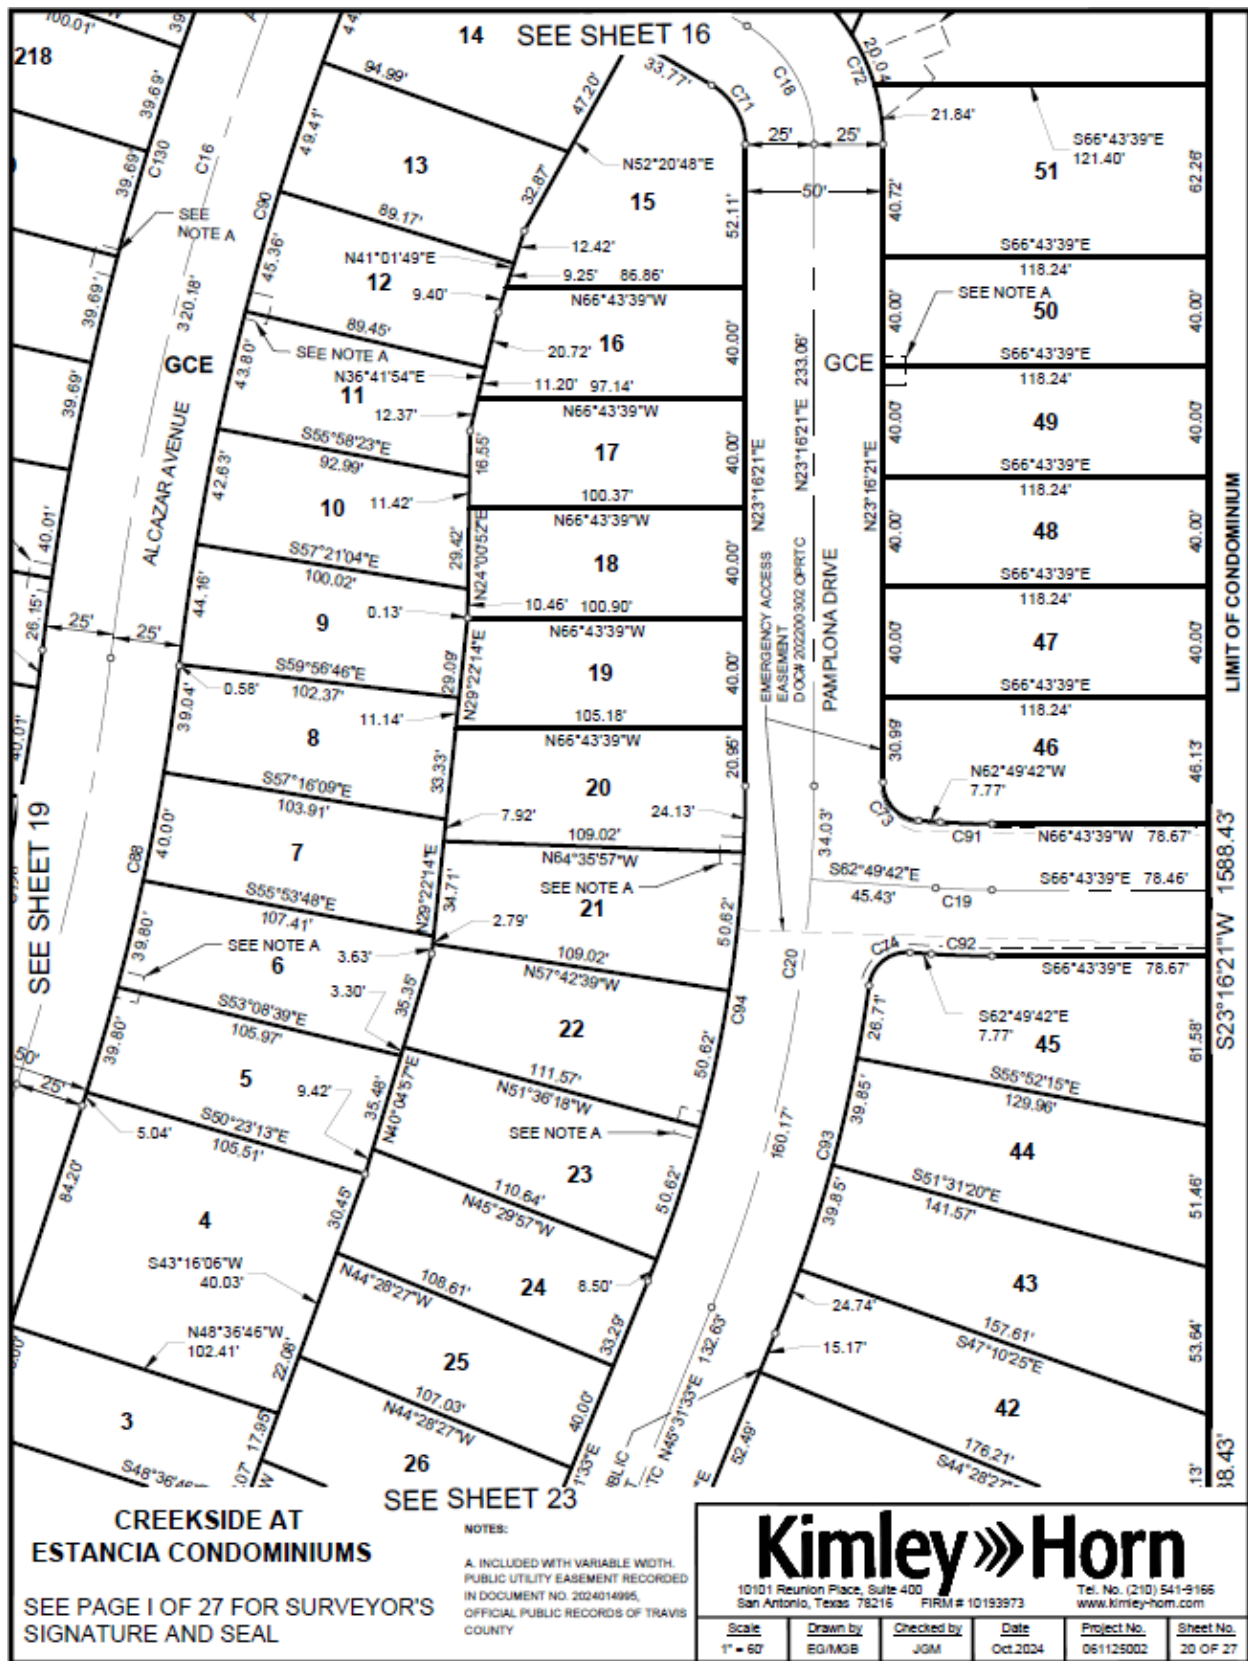 100.01'
39.
218
39.69'
C130
C16
39.69'
SEE
NOTE A
39.69'
39.69'
40.01'
26.15'
40.01'
14
SEE SHEET 16
44.
94.99'
47.20'
49.41'
13
32.87'
N52°20'48"E
15
33.77'
C71
C18
C72
20.04
21.84'
25'
25'
50'
S66°43'39"E
121.40'
51
62.26'
40.72'
52.11'
C90
89.17'
12.42'
N41°01'49"E
12
45.36'
9.25'
86.86'
9.40'
N66°43'39"W
S66°43'39"E
118.24'
SEE NOTE A
50
320.18'
GCE
89.45'
SEE NOTE A
43.80'
N36°41'54"E
11
20.72'
16
40.00'
11.20'
97.14'
12.37'
N66°43'39"W
N23°16'21"E 233.06'
GCE
40.00'
40.00'
S66°43'39"E
118.24'
49
ALCAZAR AVENUE
S55°58'23"E
92.99'
42.63'
16.55'
17
40.00'
100.37'
N66°43'39"W
11.42'
10
N23°16'21"E
N23°16'21"E
40.00'
40.00'
S66°43'39"E
118.24'
48
LIMIT OF CONDOMINIUM
S57°21'04"E
100.02'
44.16'
29.42'
N24°00'52"E
18
40.00'
10.46'
100.90'
0.13'
N66°43'39"W
9
EMERGENCY ACCESS
EASEMENT
DOC# 202200302 OPRTC
PAMPLONA DRIVE
40.00'
40.00'
S66°43'39"E
118.24'
47
25'
25'
S59°56'46"E
102.37'
0.58'
39.04'
29.09'
N29°22'14"E
19
40.00'
105.18'
N66°43'39"W
11.14'
8
40.00'
40.00'
S66°43'39"E
118.24'
46
33.33'
20
20.95'
24.13'
30.99'
46.13'
N62°49'42"W
7.77'
C73
C91
N66°43'39"W 78.67'
S57°16'09"E
103.91'
7.92'
109.02'
N64°35'57"W
SEE NOTE A
7
40.00'
C88
SEE SHEET 19
34.03'
S62°49'42"E
45.43'
C19
S66°43'39"E 78.46'
S23°16'21"W 1588.43'
S55°53'48"E
107.41'
N29°22'14"E
34.71'
21
50.62'
2.79'
39.80'
SEE NOTE A
6
3.63'
109.02'
N57°42'39"W
3.30'
35.35'
C20
C74
C92
S66°43'39"E 78.67'
26.71'
S62°49'42"E
7.77'
45
61.58'
S53°08'39"E
105.97'
22
C94
50.62'
39.80'
50'
25'
5
9.42'
35.48'
N40°04'57"E
111.57'
N51°36'18"W
SEE NOTE A
S55°52'15"E
129.96'
39.85'
5.04'
S50°23'13"E
105.51'
23
160.17'
C93
44
84.20'
4
30.45'
110.64'
N45°29'57"W
50.62'
S51°31'20"E
141.57'
39.85'
51.46'
S43°16'06"W
40.03'
108.61'
N44°28'27"W
24
8.50'
43
24.74'
N48°36'46"W
102.41'
22.08'
33.29'
132.63'
15.17'
157.61'
S47°10'25"E
53.64'
25
107.03'
N44°28'27"W
40.00'
N45°31'33"E
3
17.95'
42
52.49'
176.21'
S44°28'27"
S48°36'46"
26
SEE SHEET 23
CREEKSIDE AT
ESTANCIA CONDOMINIUMS
SEE PAGE I OF 27 FOR SURVEYOR'S
SIGNATURE AND SEAL
NOTES:
A. INCLUDED WITH VARIABLE WIDTH.
PUBLIC UTILITY EASEMENT RECORDED
IN DOCUMENT NO. 2024014995,
OFFICIAL PUBLIC RECORDS OF TRAVIS
COUNTY
Kimley»Horn
10101 Reunion Place, Suite 400
San Antonio, Texas 78216 FIRM # 10193973
Tel. No. (210) 541-9166
www.kimley-horn.com
Scale Drawn by Checked by Date Project No. Sheet No.
1" = 60' EG/MGB JGM Oct.2024 061125002 20 OF 27